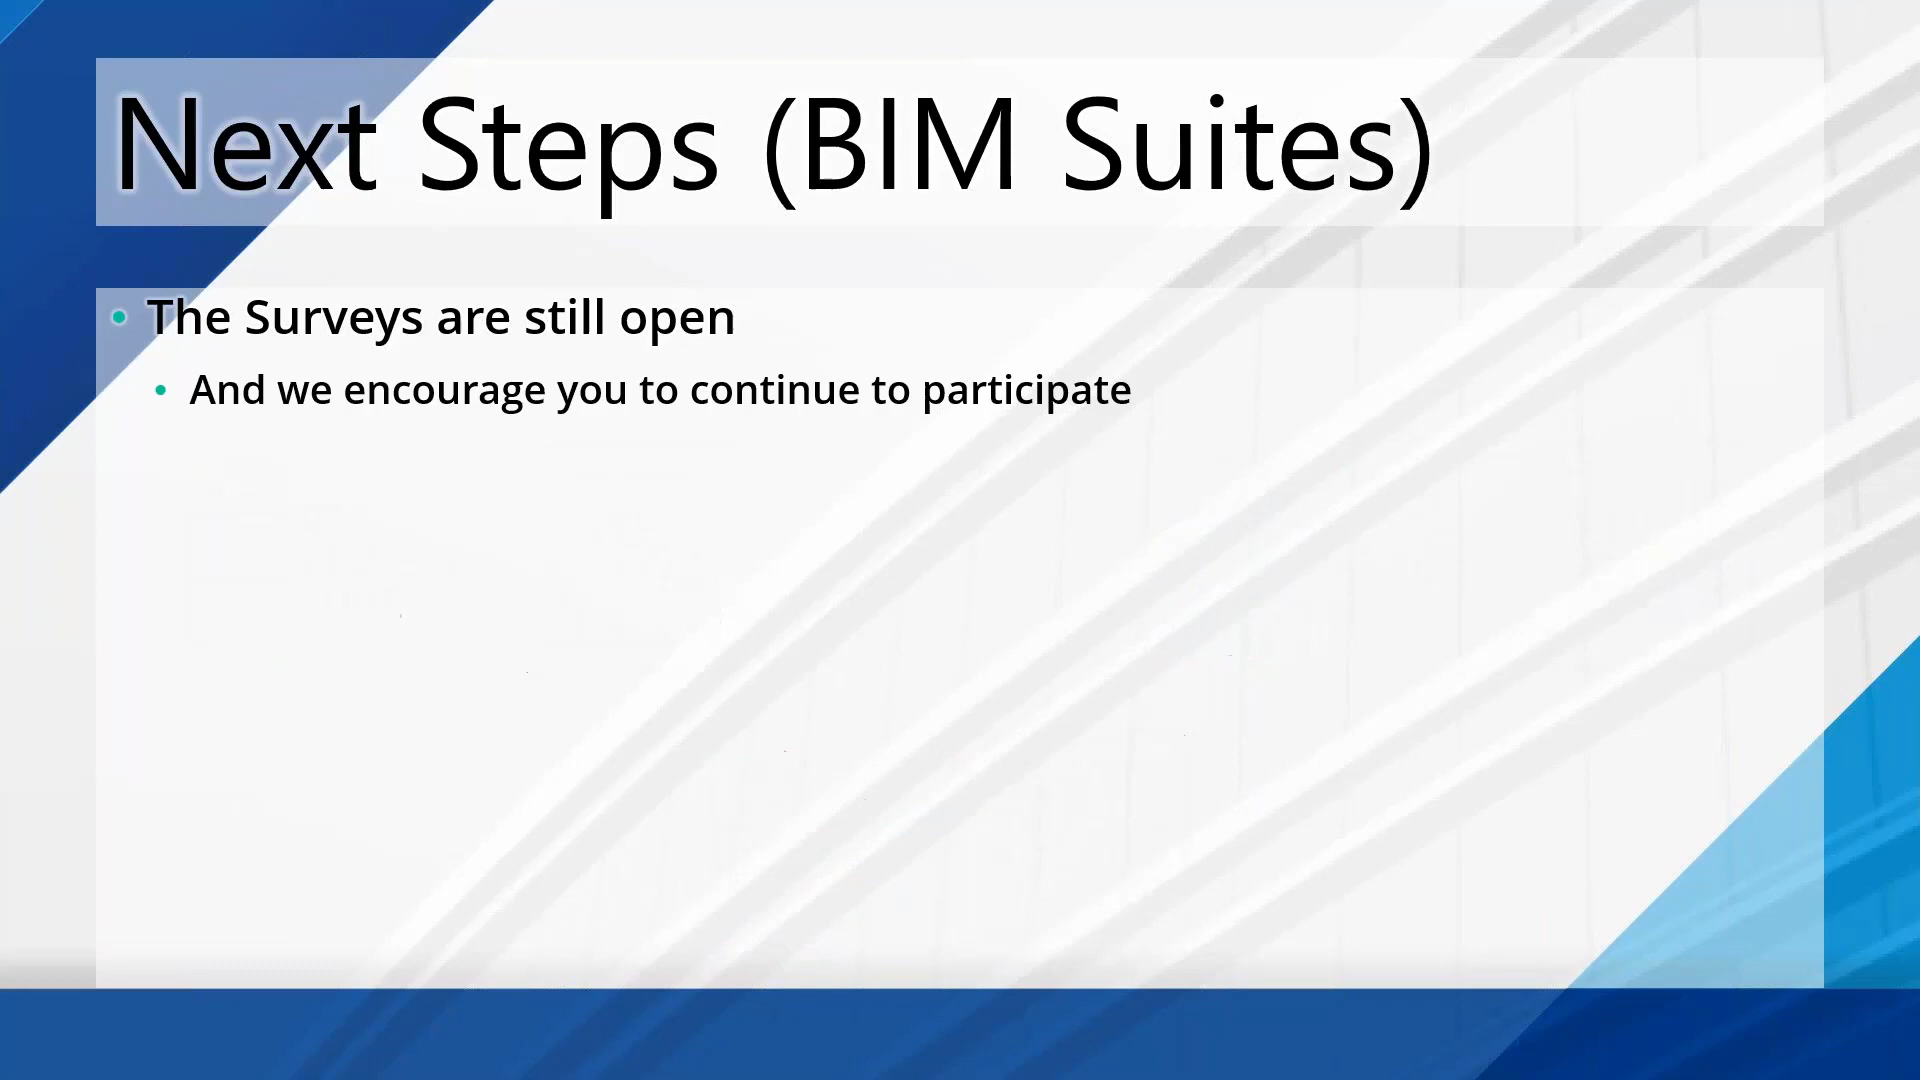 Next Steps (BIM Suites)
• The Surveys are still open
• And we encourage you to continue to participate